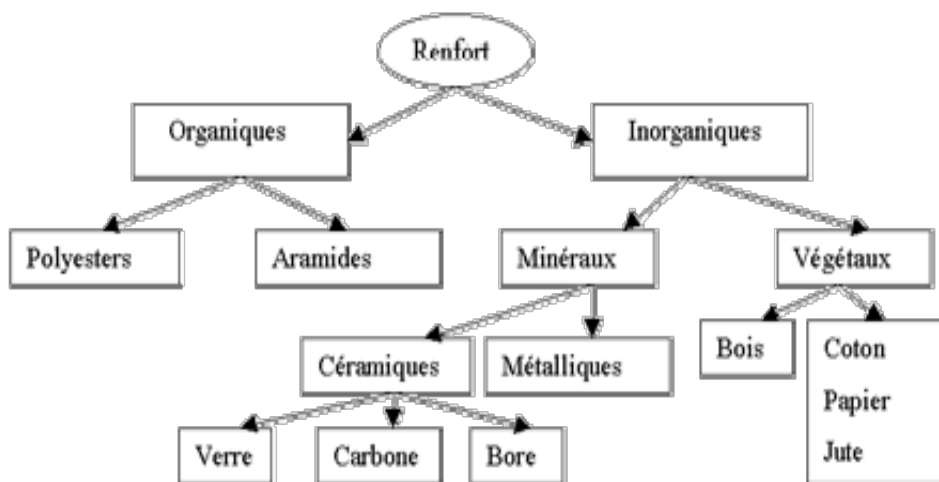 Renfort
Organiques
Inorganiques
Polyesters
Aramides
Minéraux
Végétaux
Céramiques
Métalliques
Bois
Coton
Papier
Jute
Verre
Carbone
Bore